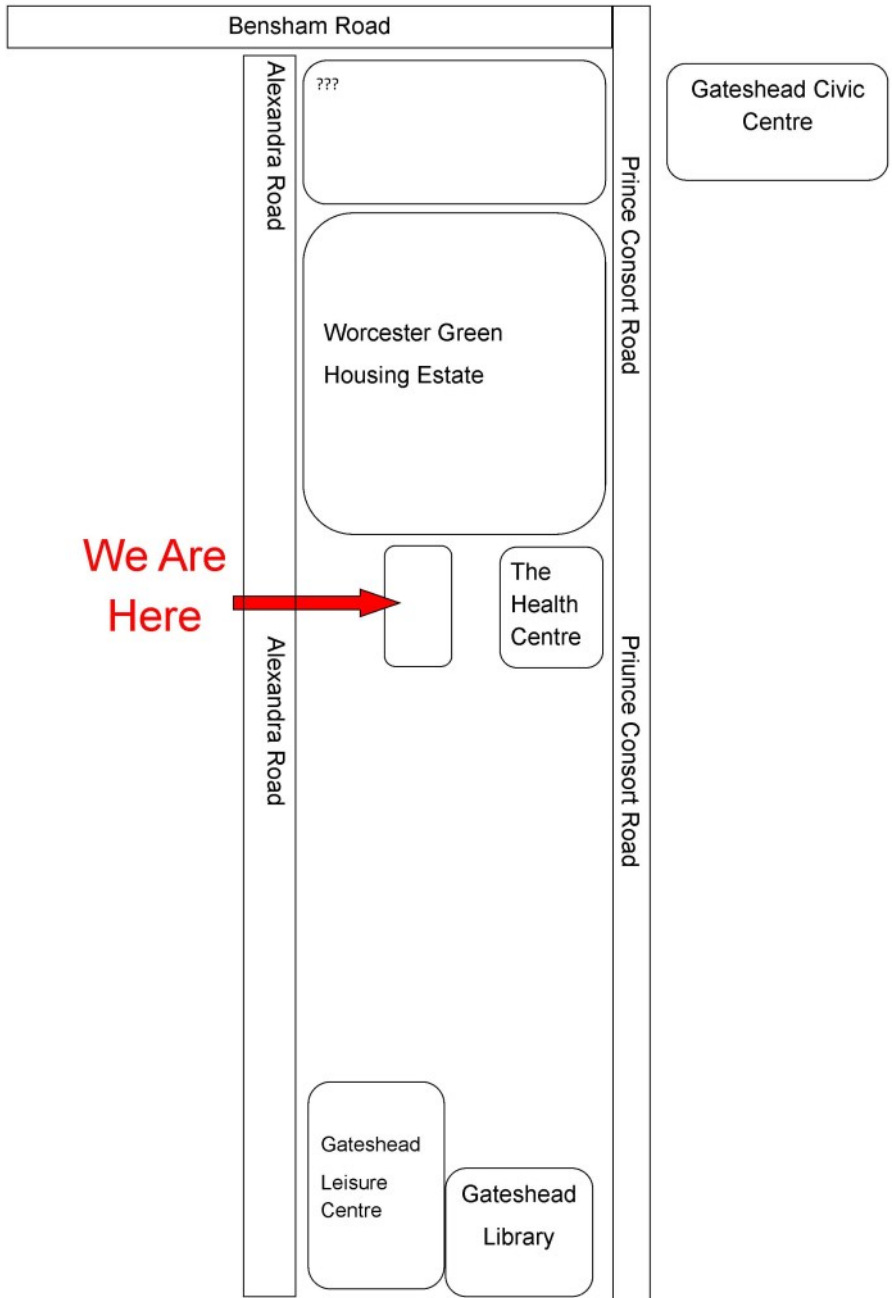 Bensham Road
Alexandra Road
???
Gateshead Civic
Centre
Prince Consort Road
Worcester Green
Housing Estate
We Are
Here
The
Health
Centre
Alexandra Road
Priunce Consort Road
Gateshead
Leisure
Centre
Gateshead
Library